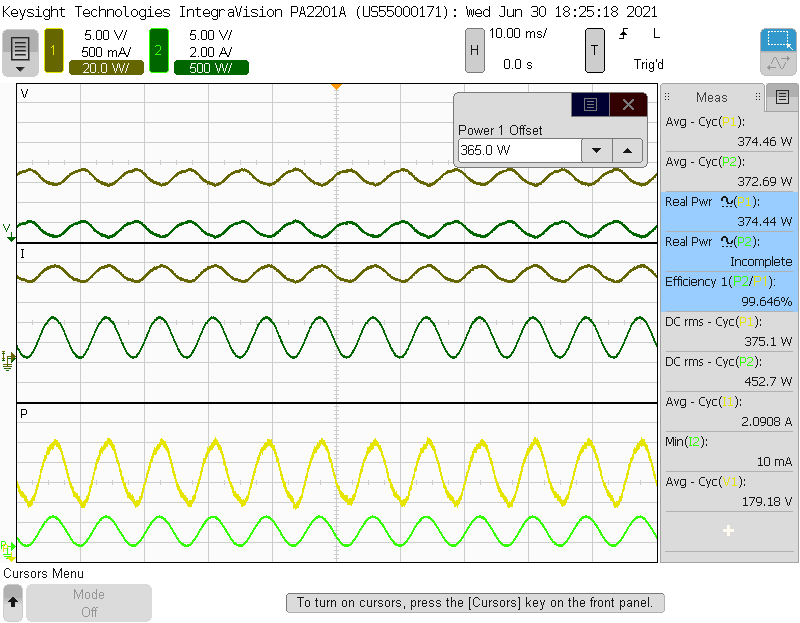 Keysight Technologies IntegraVision PA2201A (US55000171): Wed Jun 30 18:25:18 2021
1 5.00 V/
500 mA/
20.0 W/
2 5.00 V/
2.00 A/
500 W/
H 10.00 ms/
0.0 s
T L
Trig'd
V
Power 1 Offset
365.0 W
I
P
Meas
Avg - Cyc(P1):
374.46 W
Avg - Cyc(P2):
372.69 W
Real Pwr (P1):
374.44 W
Real Pwr (P2):
Incomplete
Efficiency 1(P2/P1):
99.646%
DC rms - Cyc(P1):
375.1 W
DC rms - Cyc(P2):
452.7 W
Avg - Cyc(I1):
2.0908 A
Min(I2):
10 mA
Avg - Cyc(V1):
179.18 V
Cursors Menu
Mode
Off
To turn on cursors, press the [Cursors] key on the front panel.